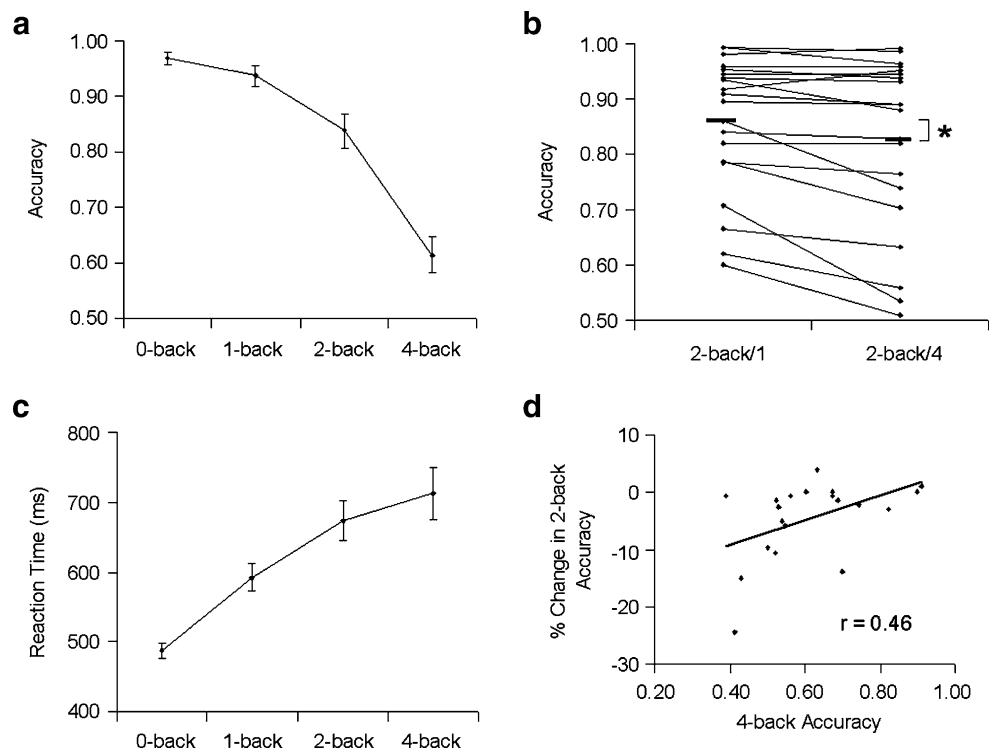 a
1.00
0.90
0.80
0.70
0.60
0.50
Accuracy
0-back 1-back 2-back 4-back
b
1.00
0.90
0.80
0.70
0.60
0.50
Accuracy
*
2-back/1 2-back/4
c
800
700
600
500
400
Reaction Time (ms)
0-back 1-back 2-back 4-back
d
10
0
-10
-20
-30
% Change in 2-back
Accuracy
r = 0.46
0.20 0.40 0.60 0.80 1.00
4-back Accuracy